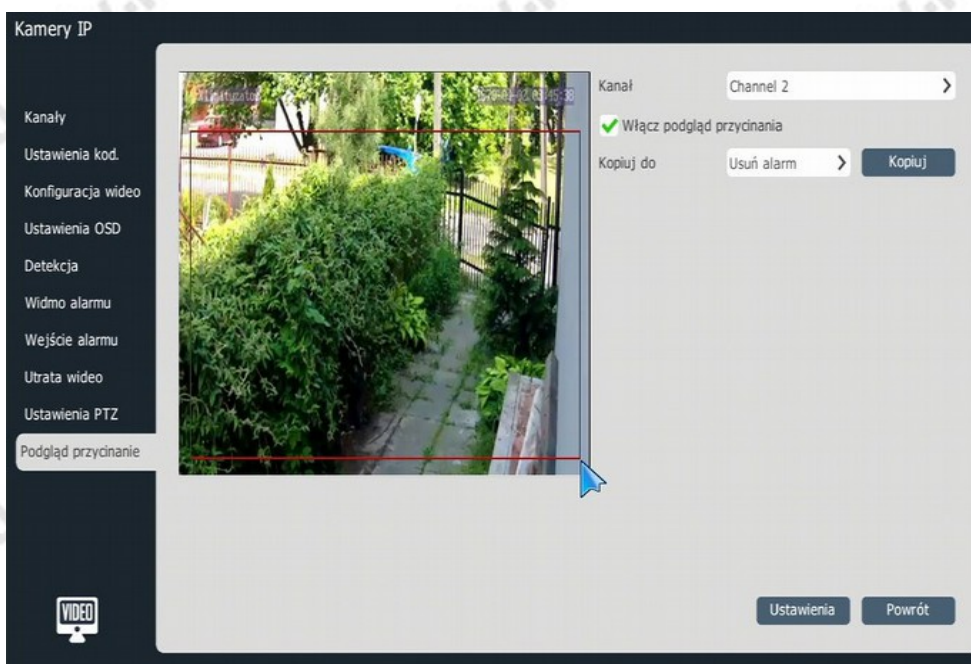 Kamery IP
Kanał
Channel 2
Włącz podgląd przycinania
Kopiuj do
Usuń alarm
Kopiuj
Kanały
Ustawienia kod.
Konfiguracja wideo
Ustawienia OSD
Detekcja
Widmo alarmu
Wejście alarmu
Utrata wideo
Ustawienia PTZ
Podgląd przycinanie
VIDEO
Ustawienia
Powrót